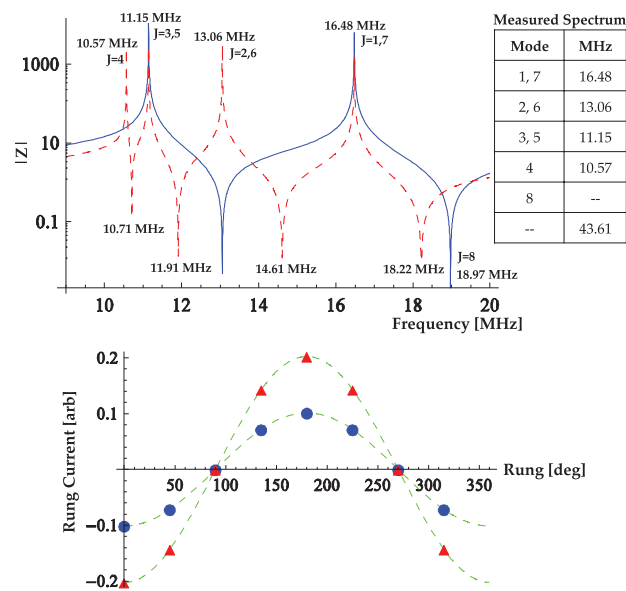 11.15 MHz
J=3,5
10.57 MHz
J=4
13.06 MHz
J=2,6
16.48 MHz
J=1,7
1000
10
0.1
|Z|
10.71 MHz
11.91 MHz
14.61 MHz
18.22 MHz
J=8
18.97 MHz
10 12 14 16 18 20
Frequency [MHz]
Measured Spectrum
Mode MHz
1, 7 16.48
2, 6 13.06
3, 5 11.15
4 10.57
8 --
-- 43.61
0.2
0.1
−0.1
−0.2
Rung Current [arb]
50 100 150 200 250 300 350
Rung [deg]